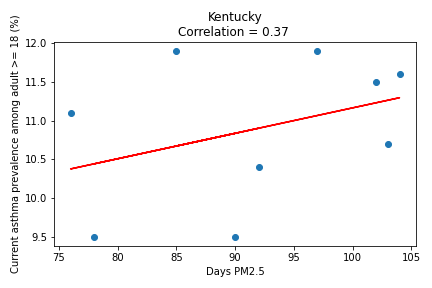 Kentucky
Correlation = 0.37
Current asthma prevalence among adult >= 18 (%)
12.0
11.5
11.0
10.5
10.0
9.5
75 80 85 90 95 100 105
Days PM2.5